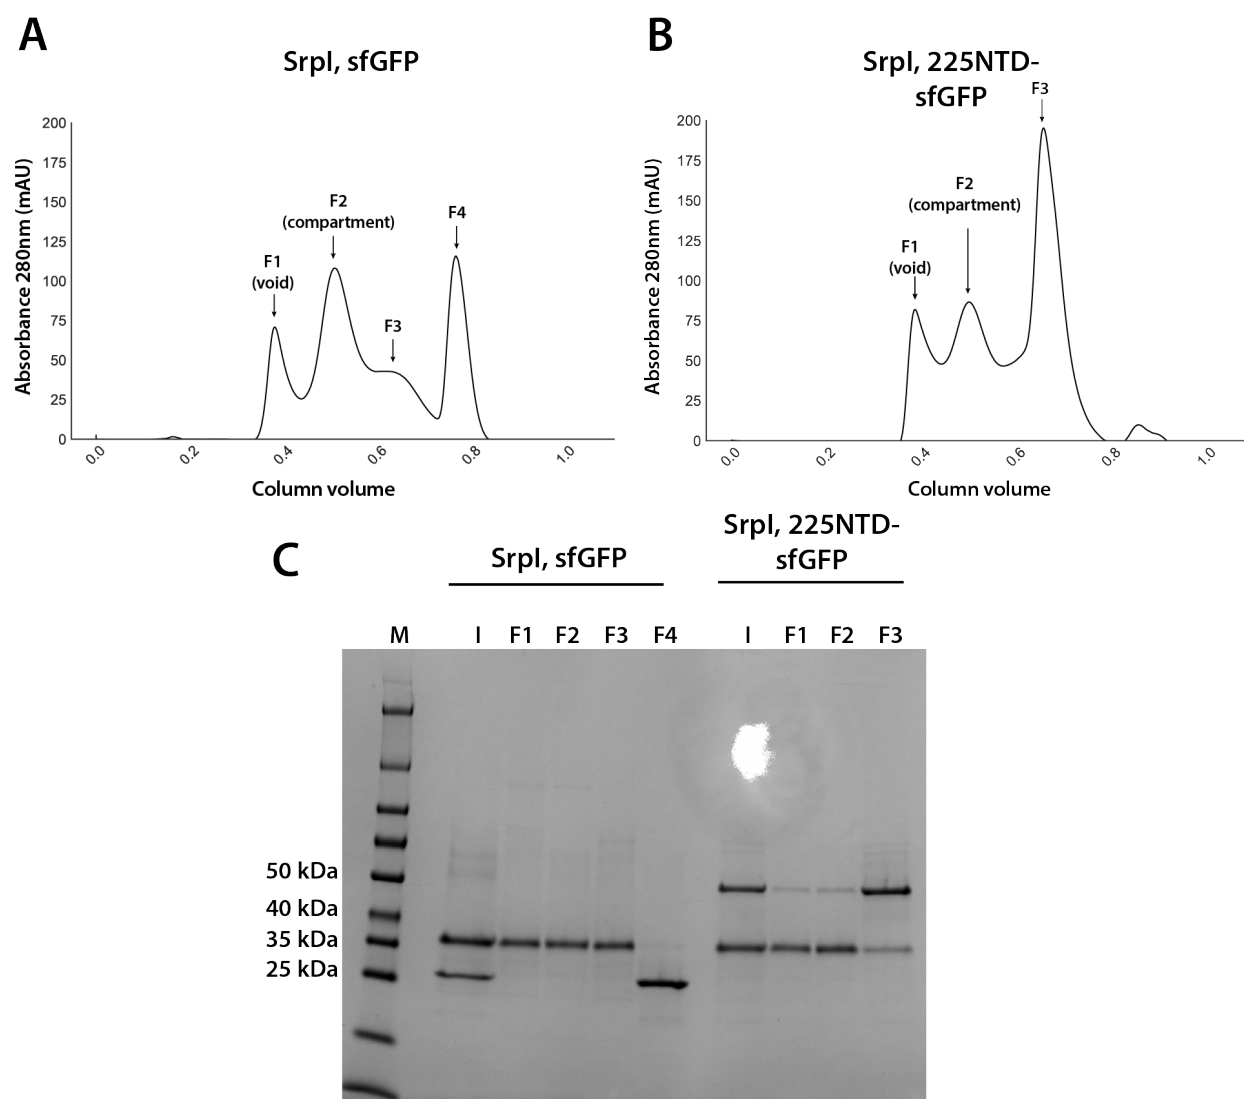 A
SrpI, sfGFP
Absorbance 280nm (mAU)
200
175
150
125
100
75
50
25
0
F1
(void)
F2
(compartment)
F3
F4
0.0
0.2
0.4
0.6
0.8
1.0
Column volume
B
SrpI, 225NTD-
sfGFP
Absorbance 280nm (mAU)
200
175
150
125
100
75
50
25
0
F1
(void)
F2
(compartment)
F3
0.0
0.2
0.4
0.6
0.8
1.0
Column volume
C
SrpI, sfGFP
SrpI, 225NTD-
sfGFP
M I F1 F2 F3 F4 I F1 F2 F3
50 kDa
40 kDa
35 kDa
25 kDa